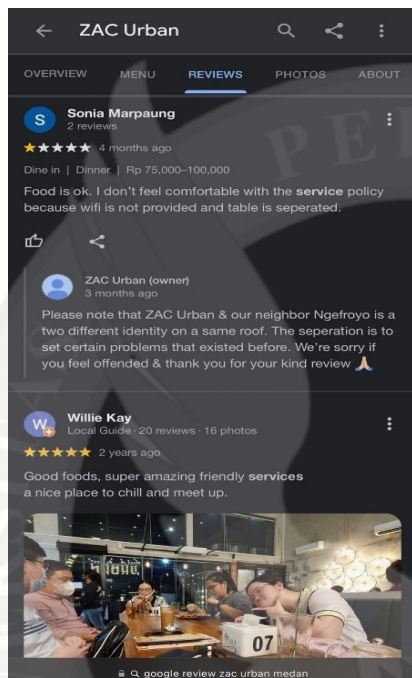 ZAC Urban
OVERVIEW MENU REVIEWS PHOTOS ABOUT
S
Sonia Marpaung
2 reviews
4 months ago
Dine in | Dinner | Rp 75,000–100,000
Food is ok. I don't feel comfortable with the service policy
because wifi is not provided and table is seperated.
ZAC Urban (owner)
3 months ago
Please note that ZAC Urban & our neighbor Ngefroyo is a
two different identity on a same roof. The seperation is to
set certain problems that existed before. We're sorry if
you feel offended & thank you for your kind review
W
Willie Kay
Local Guide · 20 reviews · 16 photos
2 years ago
Good foods, super amazing friendly services
a nice place to chill and meet up.
07
google review zac urban medan